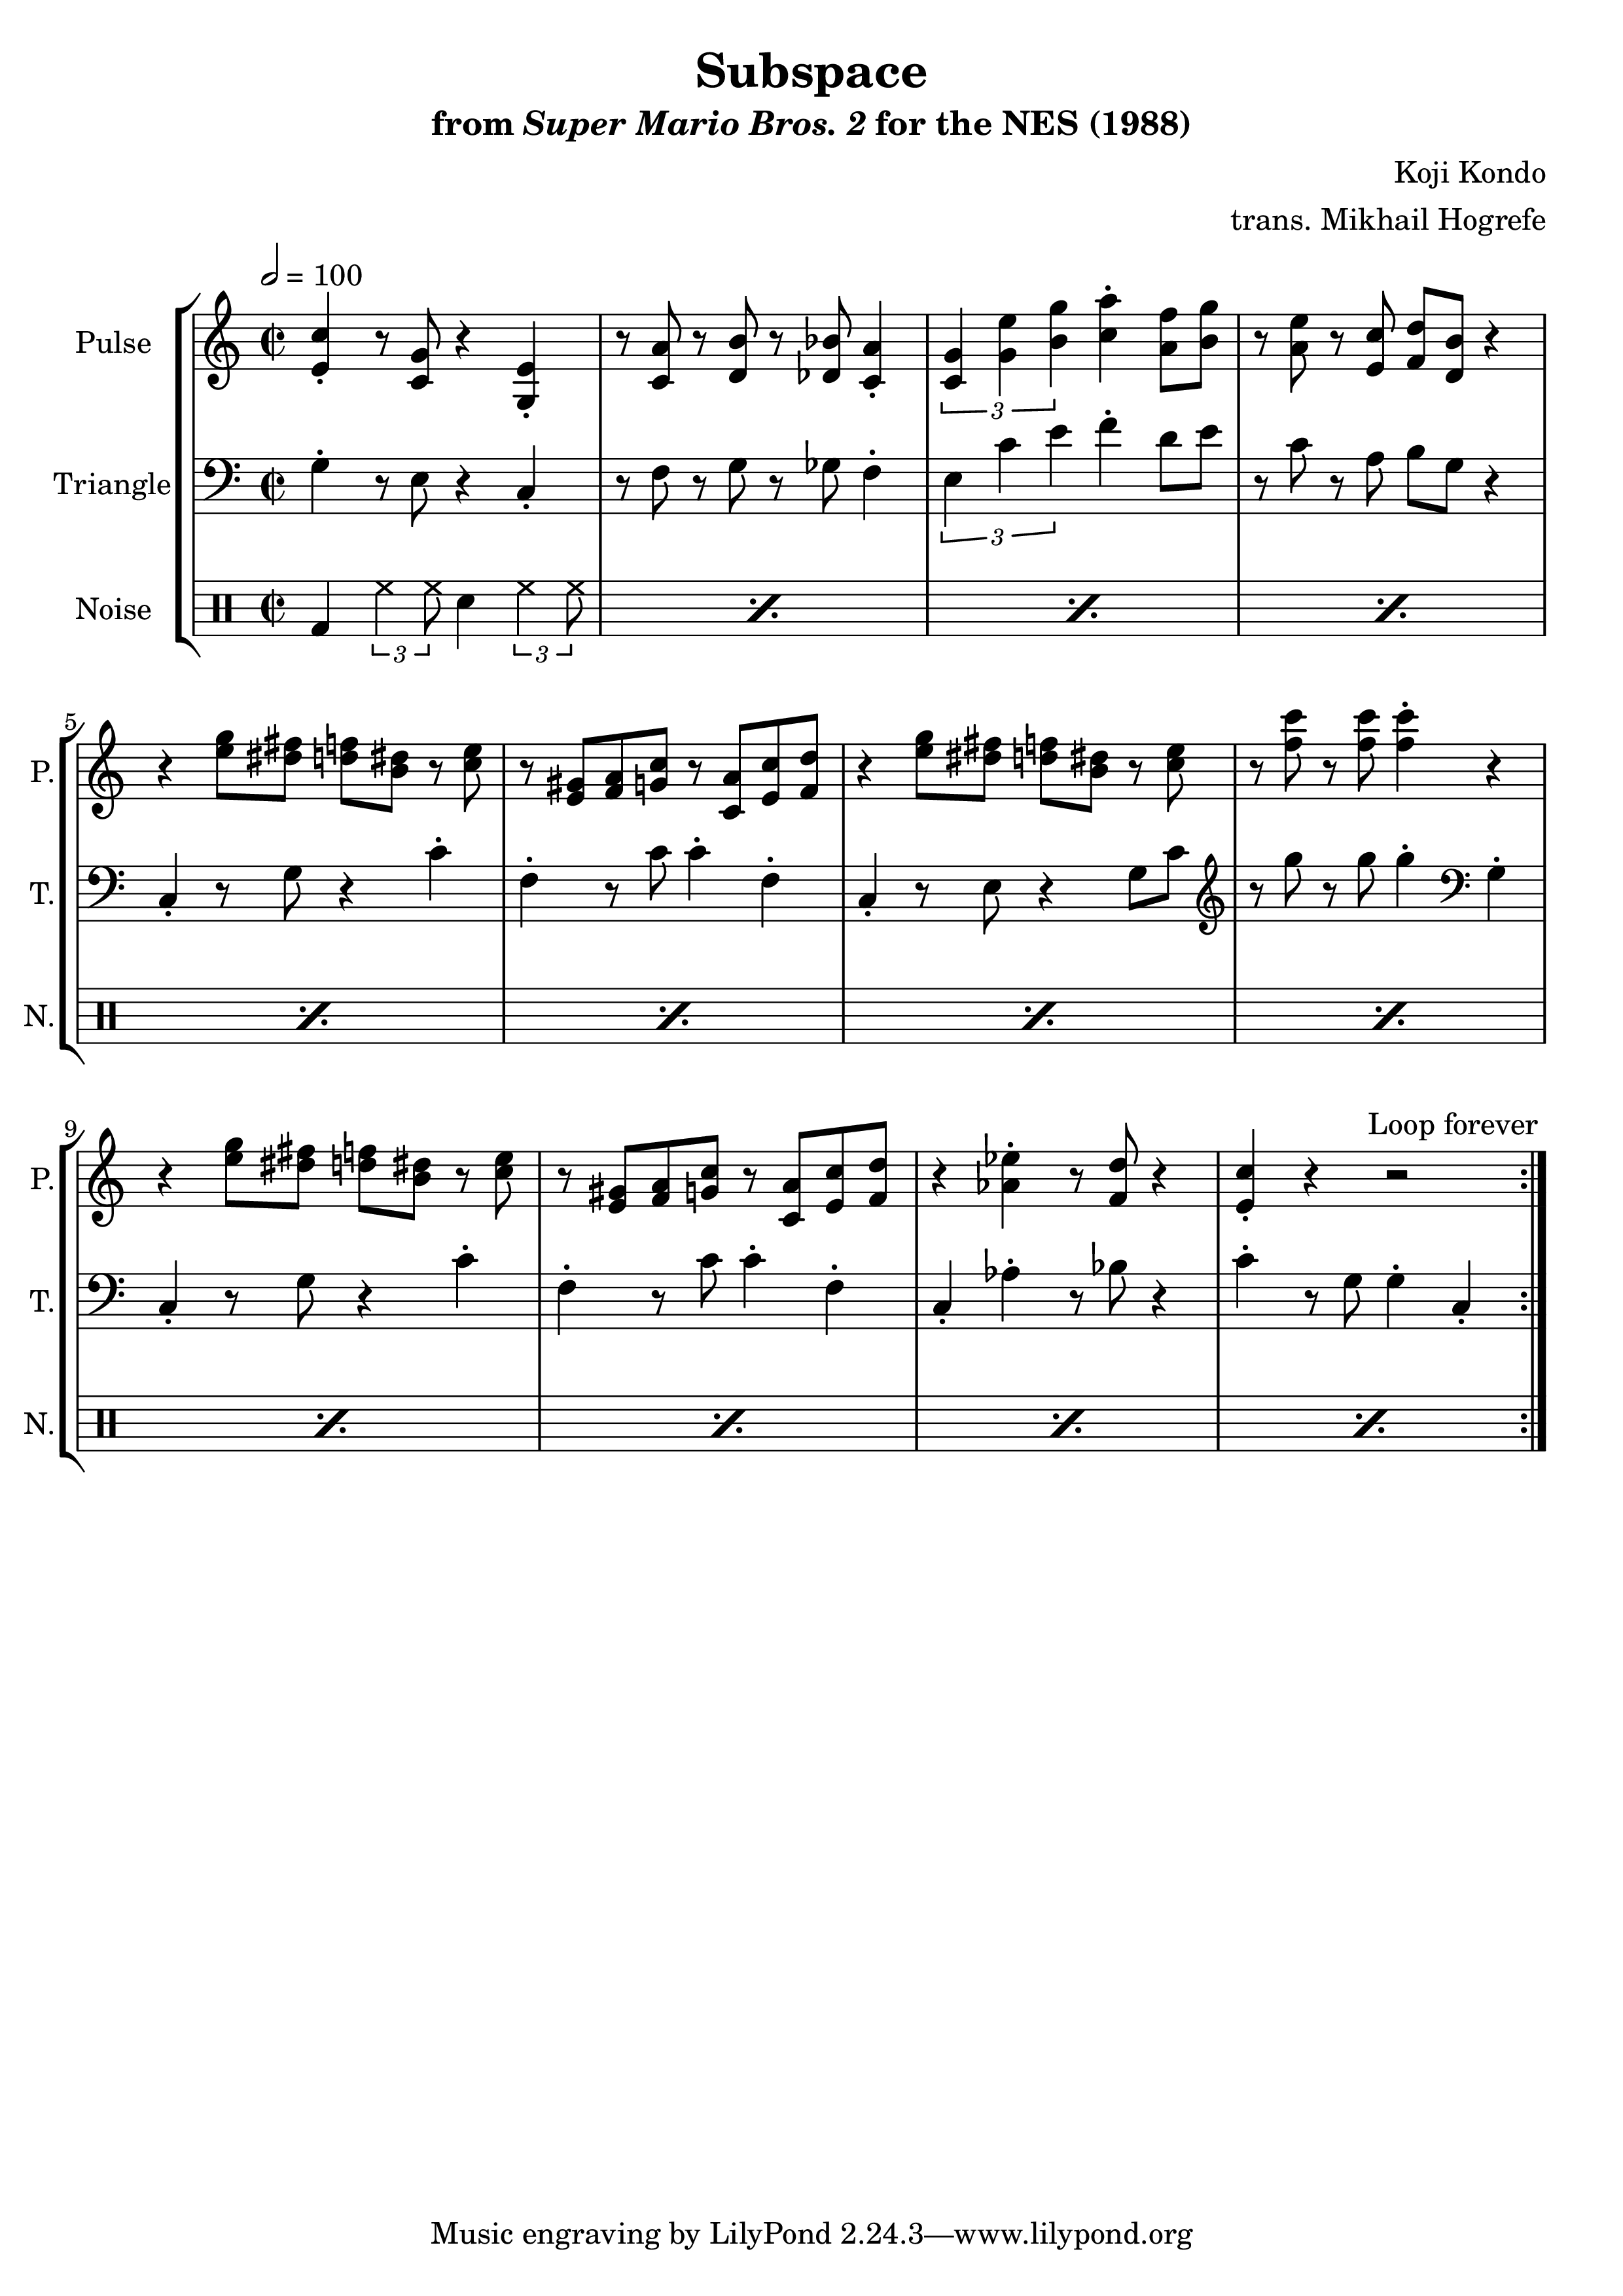 Subspace
from Super Mario Bros. 2 for the NES (1988)
Koji Kondo
trans. Mikhail Hogrefe
= 100
Pulse
3
Triangle
3
Noise
3 3
5
P.
T.
N.
Loop forever
9
P.
T.
N.
Music engraving by LilyPond 2.24.3—www.lilypond.org